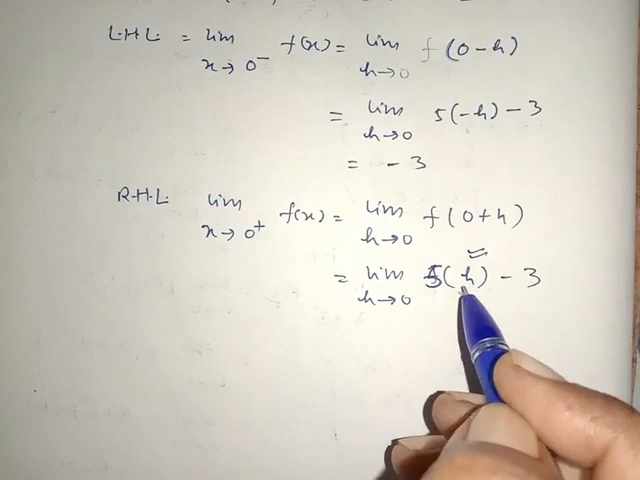 L.H.L. = lim x→0⁻ f(x) = lim h→0 f(0-h)
= lim h→0 5(-h) - 3
= -3
R.H.L. lim x→0⁺ f(x) = lim h→0 f(0+h)
= lim h→0 5(h) - 3